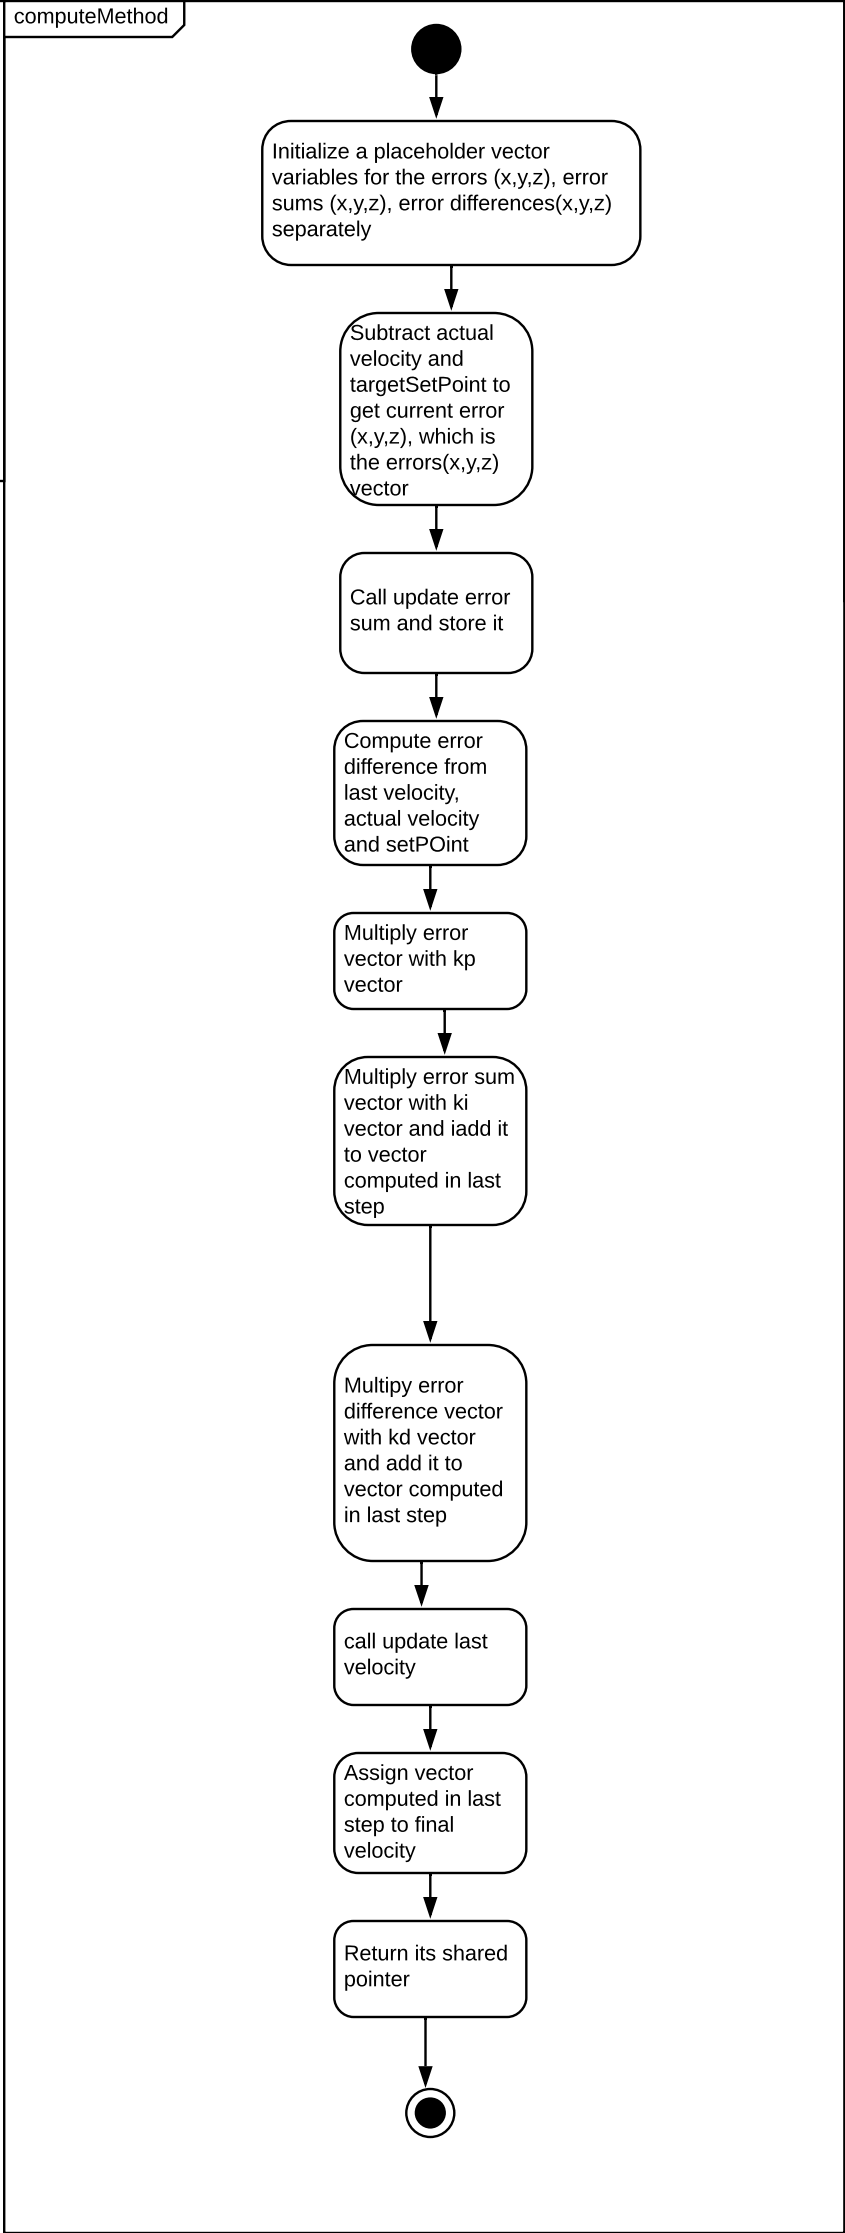 computeMethod
Initialize a placeholder vector
variables for the errors (x,y,z), error
sums (x,y,z), error differences(x,y,z)
separately
Subtract actual
velocity and
targetSetPoint to
get current error
(x,y,z), which is
the errors(x,y,z)
vector
Call update error
sum and store it
Compute error
difference from
last velocity,
actual velocity
and setPOint
Multiply error
vector with kp
vector
Multiply error sum
vector with ki
vector and iadd it
to vector
computed in last
step
Multipy error
difference vector
with kd vector
and add it to
vector computed
in last step
call update last
velocity
Assign vector
computed in last
step to final
velocity
Return its shared
pointer